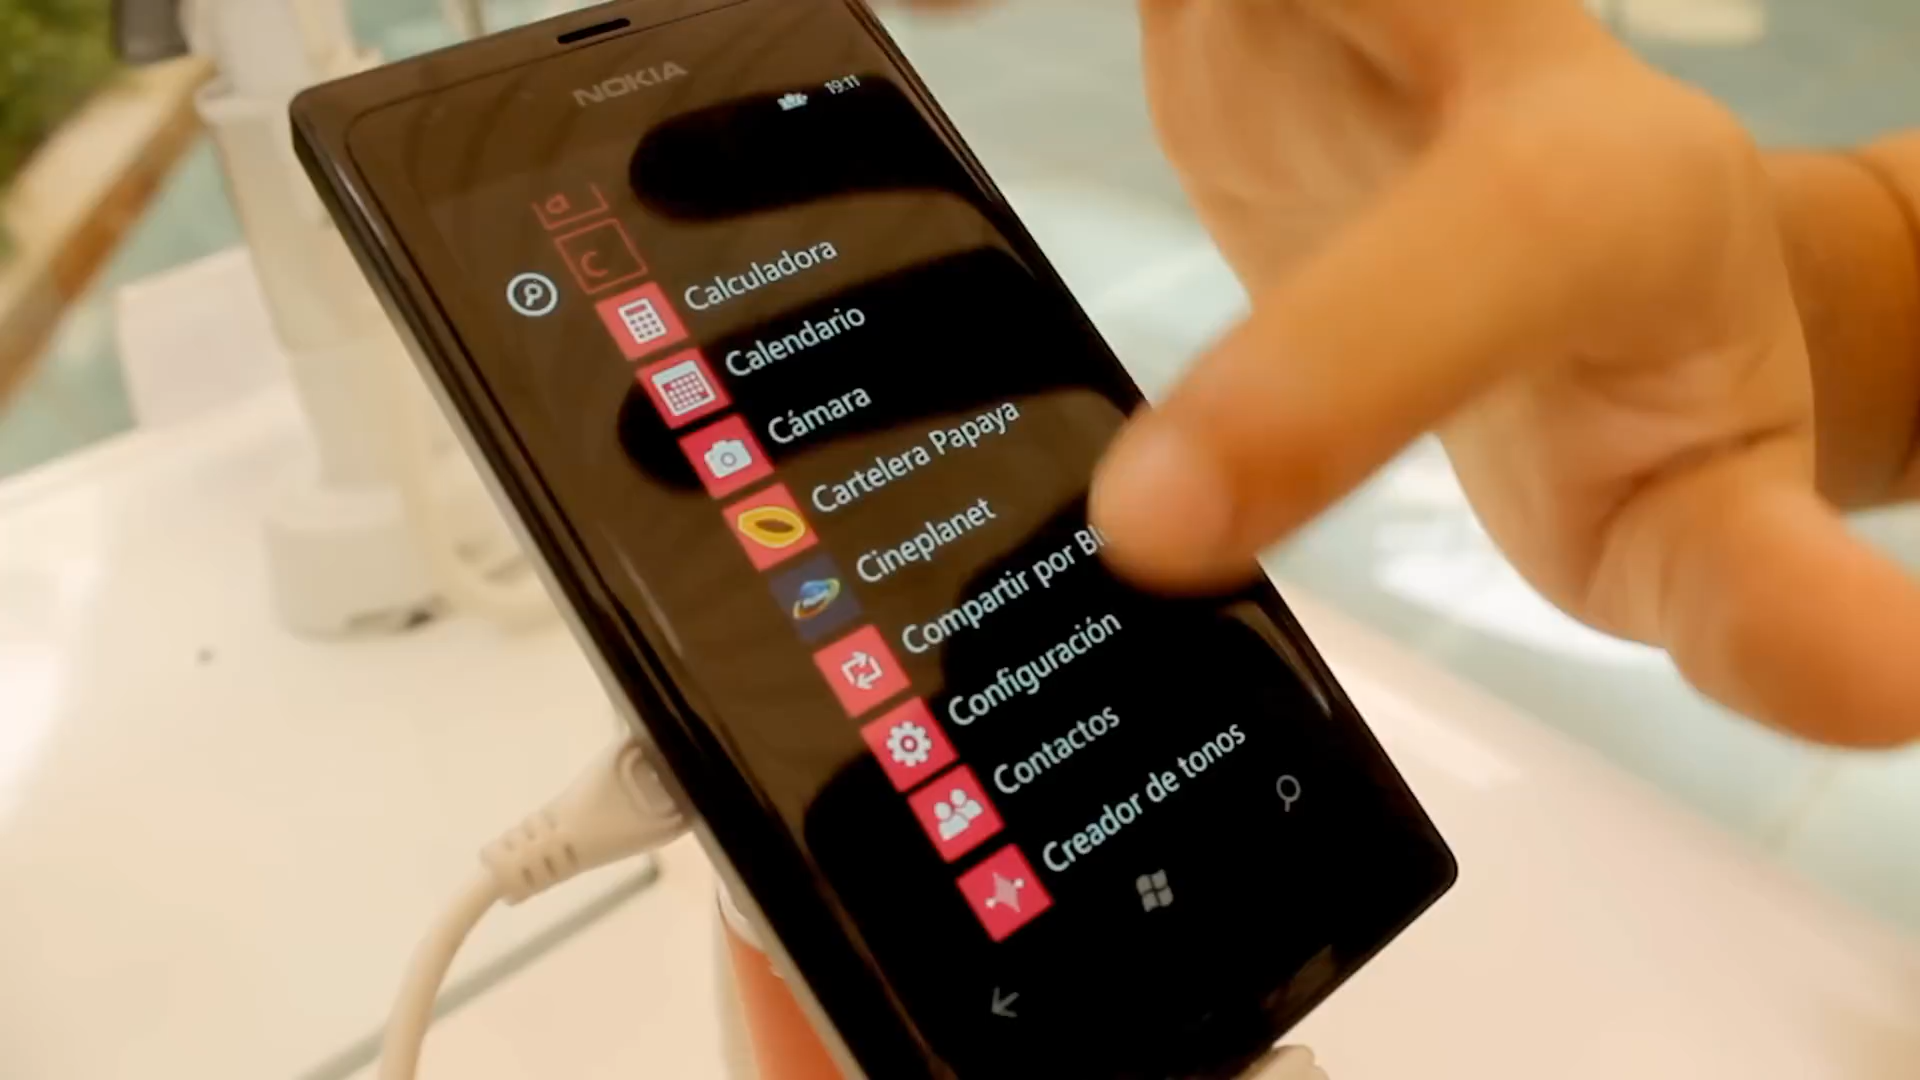 NOKIA
19:11
a
c
Calculadora
Calendario
Cámara
Cartelera Papaya
Cineplanet
Compartir por
Configuración
Contactos
Creador de tonos